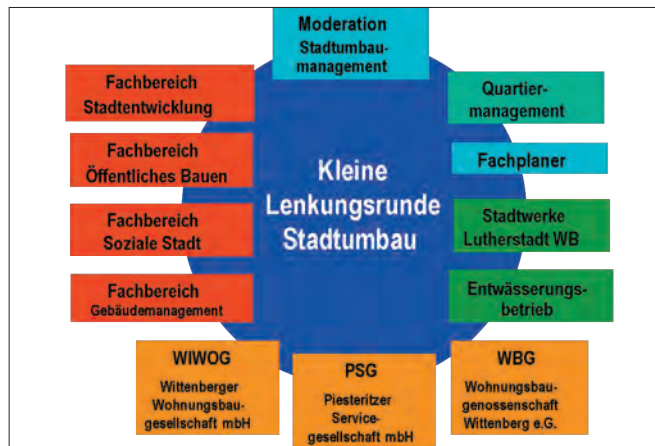 Moderation
Stadtumbau-
management
Fachbereich
Stadtentwicklung
Fachbereich
Öffentliches Bauen
Fachbereich
Soziale Stadt
Fachbereich
Gebäudemanagement
Kleine
Lenkungsrunde
Stadtumbau
Quartier-
management
Fachplaner
Stadtwerke
Lutherstadt WB
Entwässerungs-
betrieb
WIWOG
Wittenberger
Wohnungsbau-
gesellschaft mbH
PSG
Piesteritzer
Service-
gesellschaft mbH
WBG
Wohnungsbau-
genossenschaft
Wittenberg e.G.